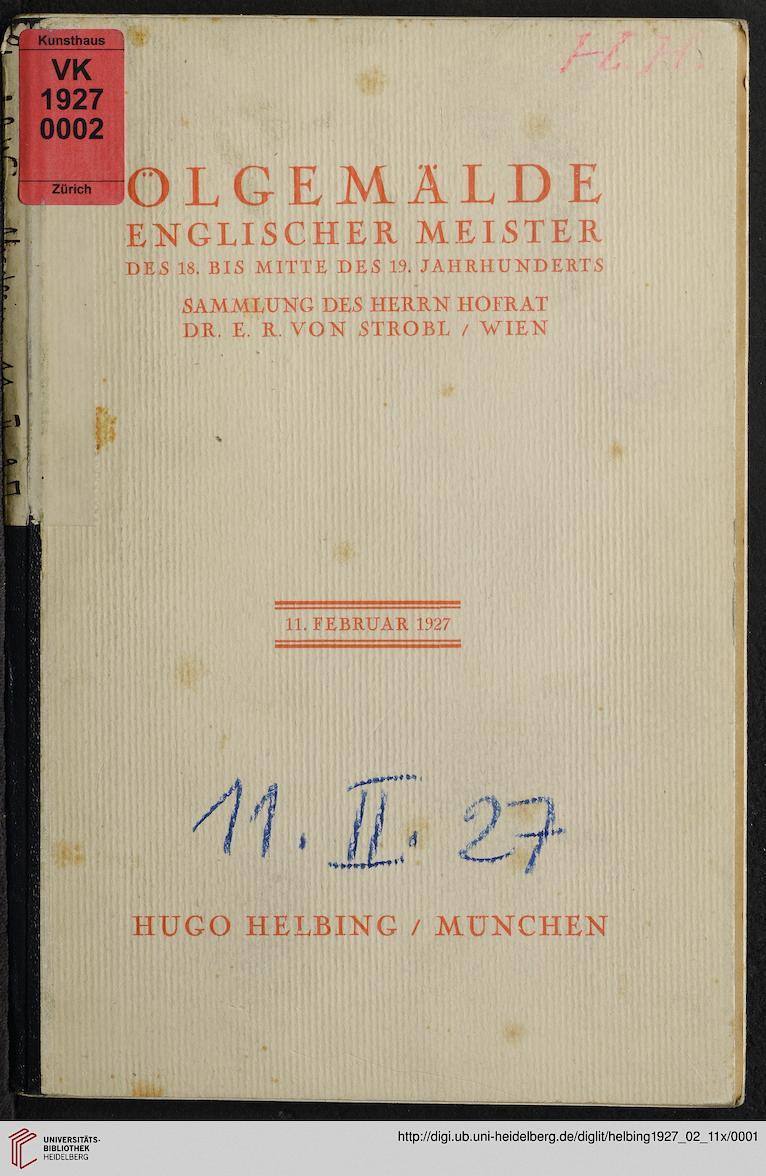 Kunsthaus
VK
1927
0002
Zürich
ÖLGEMÄLDE
ENGLISCHER MEISTER
DES 18. BIS MITTE DES 19. JAHRHUNDERTS
SAMMLUNG DES HERRN HOFRAT
DR. E. R. VON STROBL / WIEN
11. FEBRUAR 1927
11. II. 27
HUGO HELBING / MÜNCHEN
UNIVERSITÄTS-
BIBLIOTHEK
HEIDELBERG
http://digi.ub.uni-heidelberg.de/diglit/helbing1927_02_11x/0001